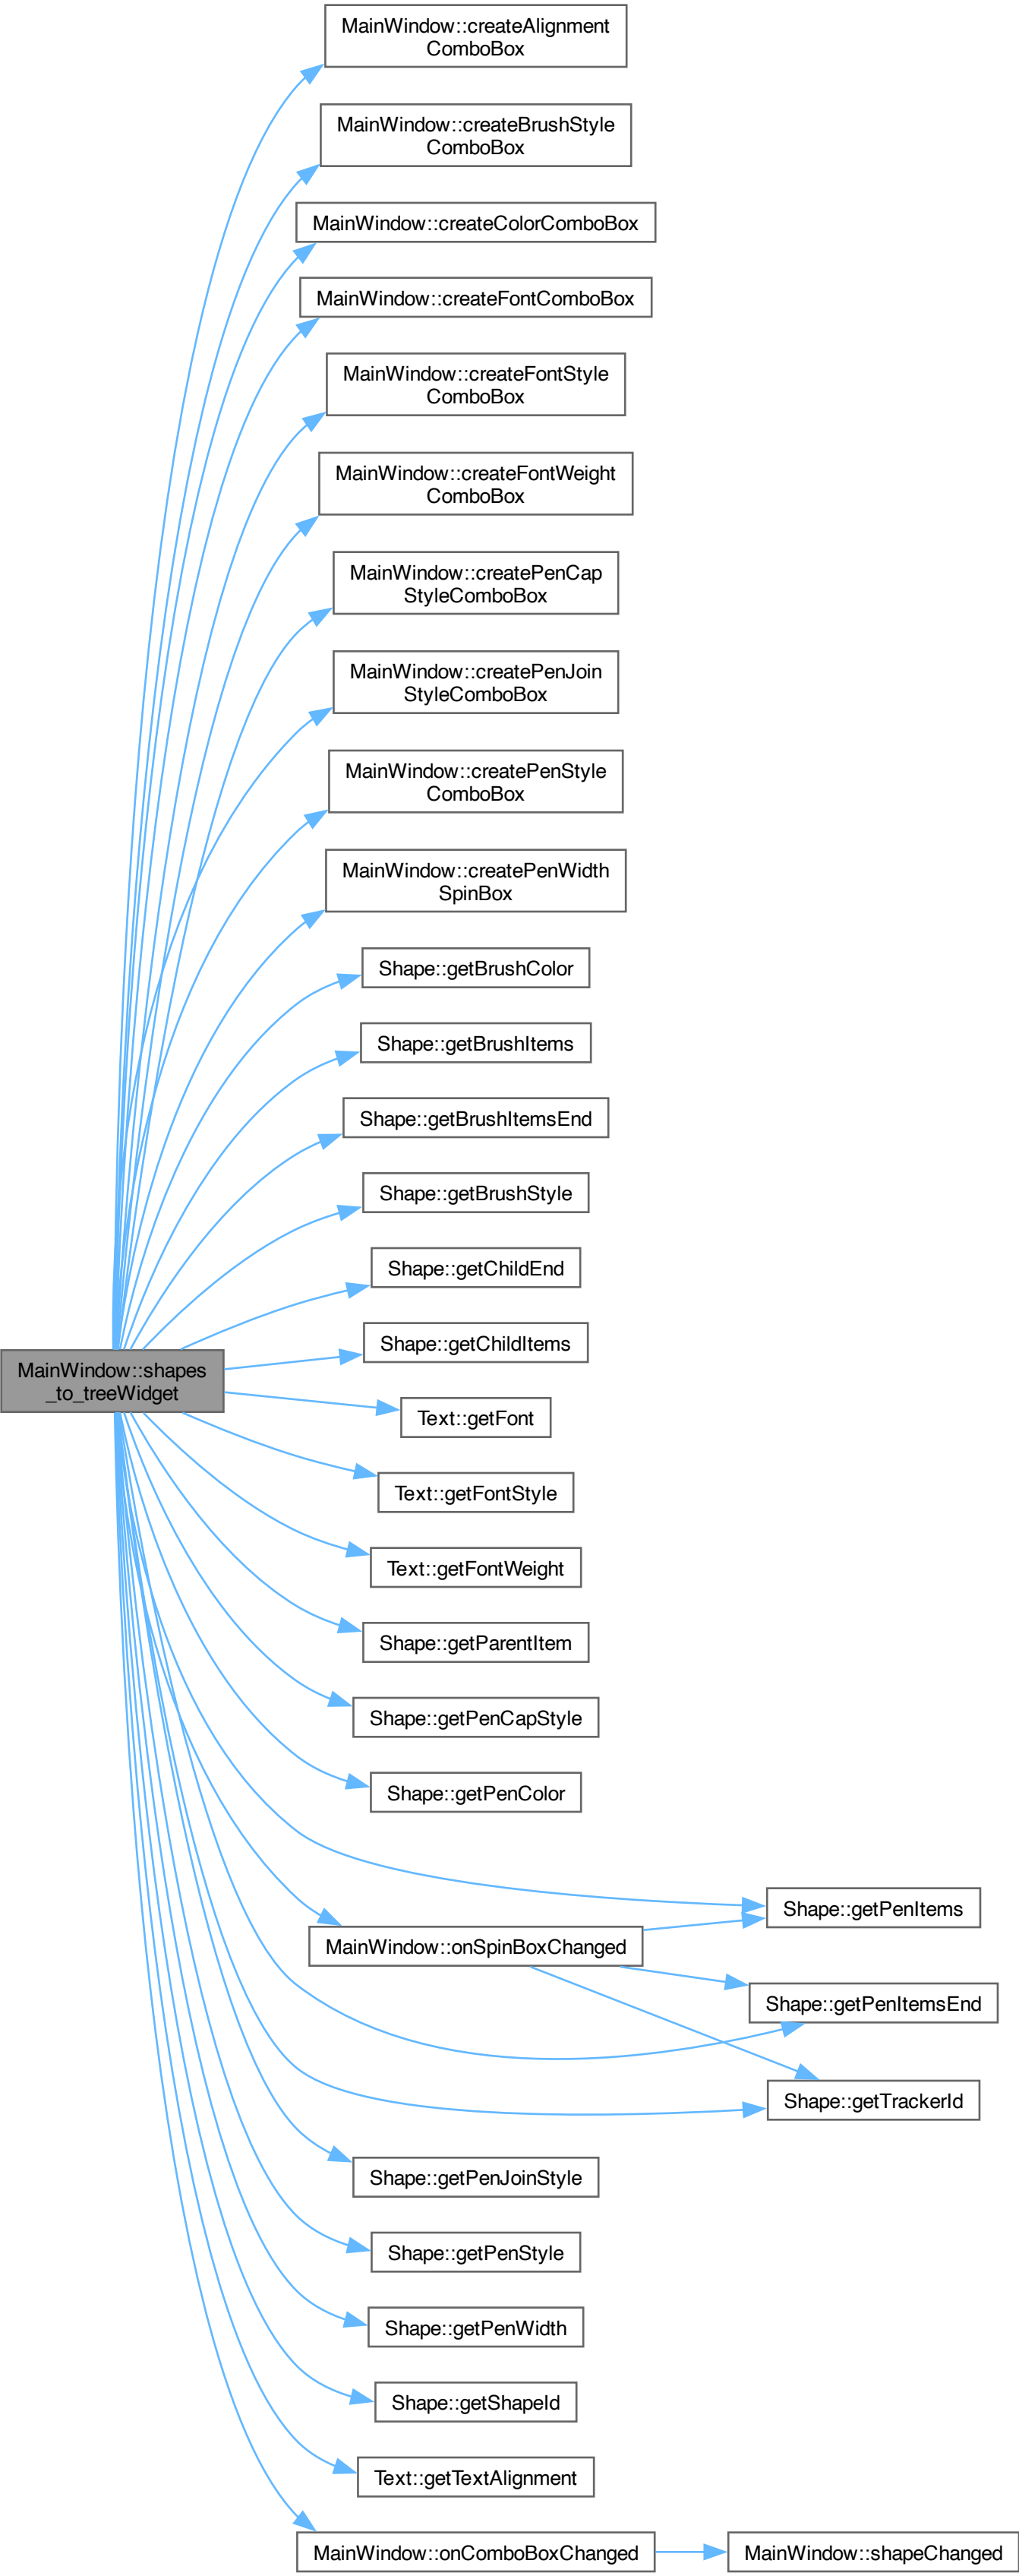 MainWindow::createAlignment
ComboBox
MainWindow::createBrushStyle
ComboBox
MainWindow::createColorComboBox
MainWindow::createFontComboBox
MainWindow::createFontStyle
ComboBox
MainWindow::createFontWeight
ComboBox
MainWindow::createPenCap
StyleComboBox
MainWindow::createPenJoin
StyleComboBox
MainWindow::createPenStyle
ComboBox
MainWindow::createPenWidth
SpinBox
Shape::getBrushColor
Shape::getBrushItems
Shape::getBrushItemsEnd
Shape::getBrushStyle
Shape::getChildEnd
Shape::getChildItems
MainWindow::shapes
_to_treeWidget
Text::getFont
Text::getFontStyle
Text::getFontWeight
Shape::getParentItem
Shape::getPenCapStyle
Shape::getPenColor
Shape::getPenItems
MainWindow::onSpinBoxChanged
Shape::getPenItemsEnd
Shape::getTrackerId
Shape::getPenJoinStyle
Shape::getPenStyle
Shape::getPenWidth
Shape::getShapeId
Text::getTextAlignment
MainWindow::onComboBoxChanged
MainWindow::shapeChanged